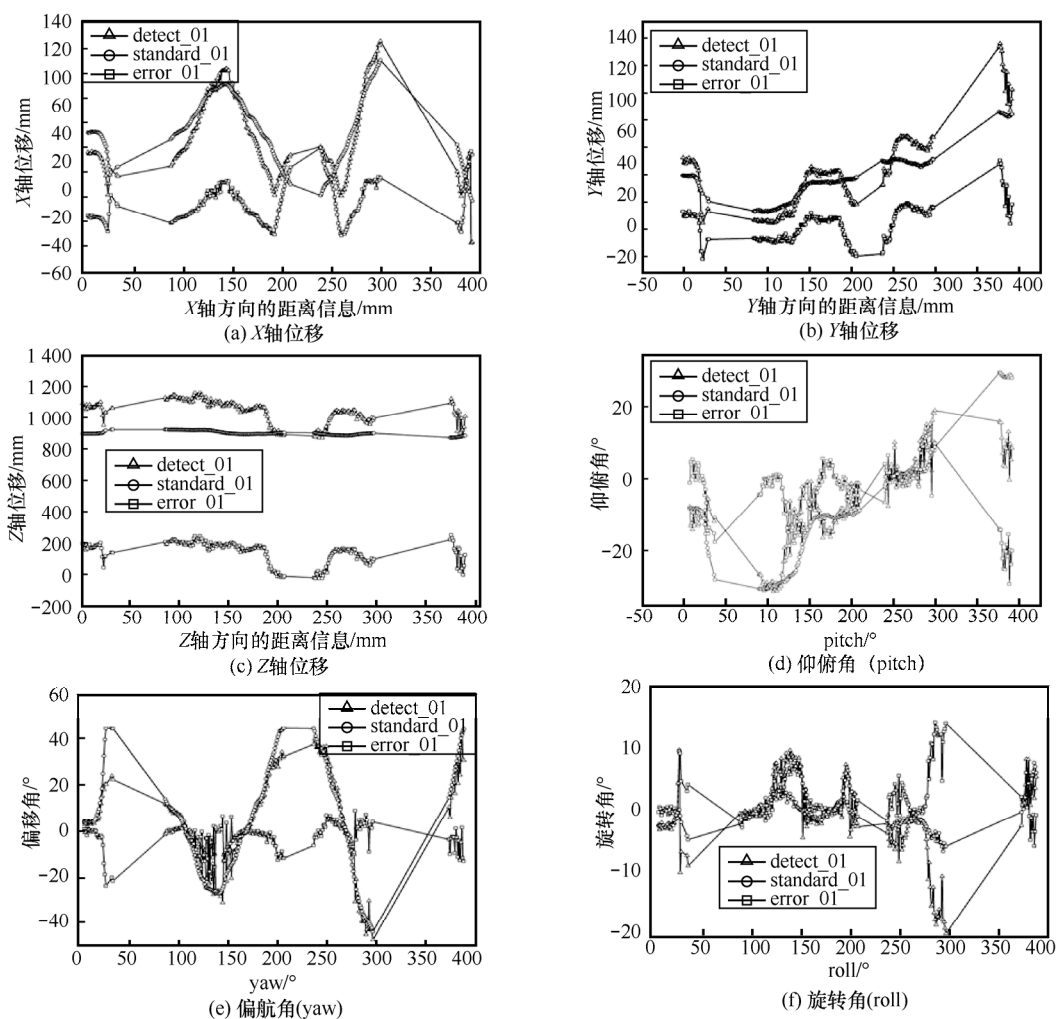 140
120
100
80
40
20
0
−20
−40
−60
X轴位移/mm
detect_01
standard_01
error_01
0 50 100 150 200 250 300 350 400
X轴方向的距离信息/mm
(a) X轴位移
140
120
100
60
40
20
0
−20
Y轴位移/mm
detect_01
standard_01
error_01
−50 0 50 100 150 200 250 300 350 400
Y轴方向的距离信息/mm
(b) Y轴位移
1 400
1 200
1 000
800
600
400
200
0
−200
Z轴位移/mm
detect_01
standard_01
error_01
0 50 100 150 200 250 300 350 400
Z轴方向的距离信息/mm
(c) Z轴位移
20
0
−20
仰俯角/°
detect_01
standard_01
error_01
−50 0 50 100 150 200 250 300 350 400
pitch/°
(d) 仰俯角（pitch）
60
40
20
0
−20
−40
偏移角/°
detect_01
standard_01
error_01
0 50 100 150 200 250 300 350 400
yaw/°
(e) 偏航角(yaw)
20
10
0
−10
−20
旋转角/°
detect_01
standard_01
error_01
0 50 100 150 200 250 300 350 400
roll/°
(f) 旋转角(roll)